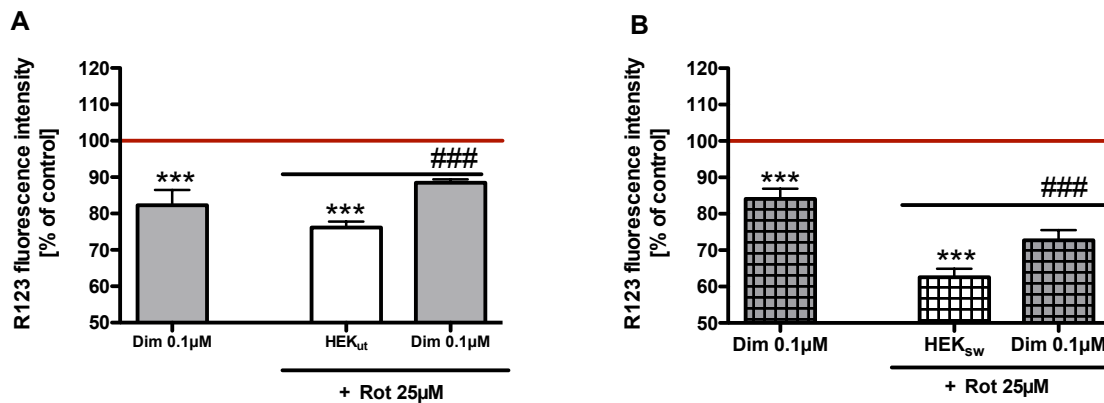 A
R123 fluorescence intensity
[% of control]
120
110
100
90
80
70
60
50
***
***
###
Dim 0.1µM
HEKut
Dim 0.1µM
+ Rot 25µM
B
R123 fluorescence intensity
[% of control]
120
110
100
90
80
70
60
50
***
***
###
Dim 0.1µM
HEKsw
Dim 0.1µM
+ Rot 25µM